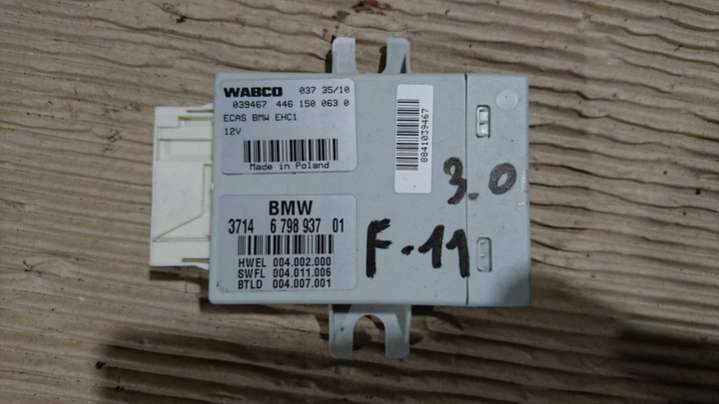 WABCO 037 35/10
039467 446 150 063 0
ECAS BMW EHC1
12V
Made in Poland
8841039467
BMW
3714 6 798 937 01
HWEL 004.002.000
SWFL 004.011.006
BTLD 004.007.001
3.0
F-11